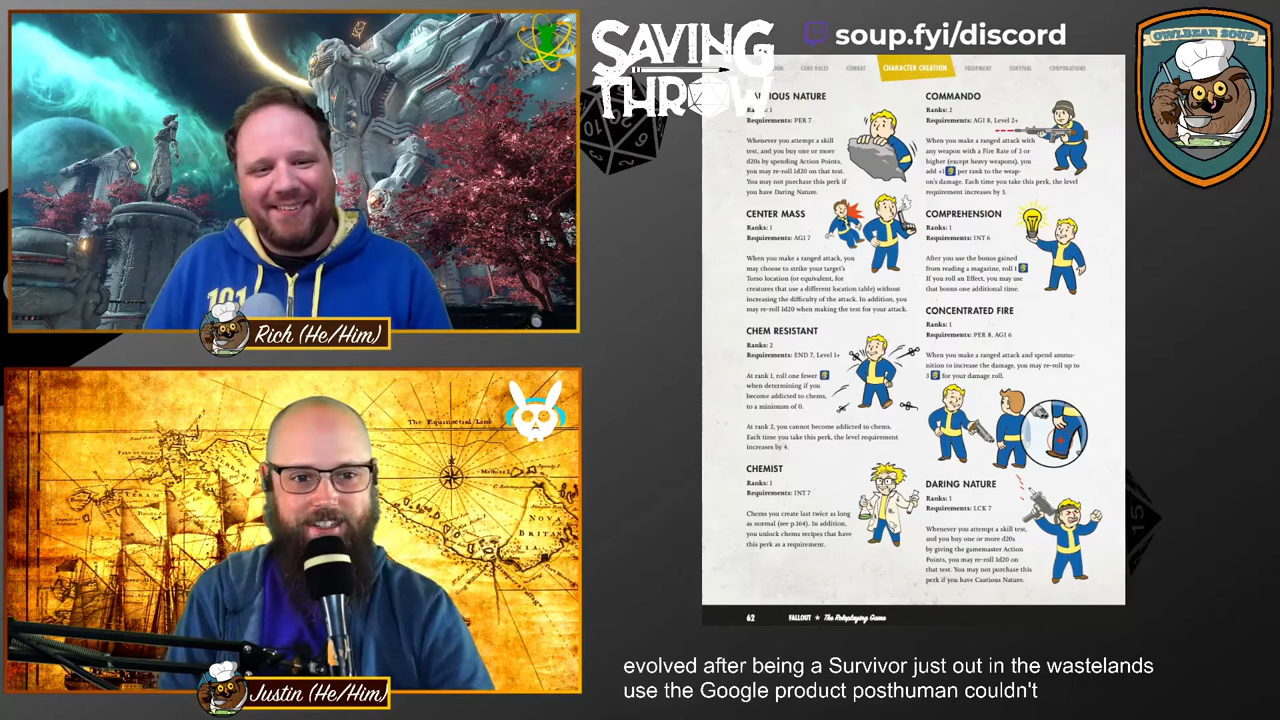 SAVING
THROW
soup.fyi/discord
OWLBEAR SOUP
101
Rich (He/Him)
The Equinoctial Line
Justin (He/Him)
CORE RULES
COMBAT
CHARACTER CREATION
EQUIPMENT
SURVIVAL
CORPORATIONS
NATURE
1
Requirements: PER 7
Whenever you attempt a skill
test, and you buy one or more
d20s by spending Action Points,
you may re-roll 1d20 on that test.
You may not purchase this perk if
you have Daring Nature.
CENTER MASS
Ranks: 1
Requirements: AGI 7
When you make a ranged attack, you
may choose to strike your target's
Torso location (or equivalent, for
creatures that use a different location table) without
increasing the difficulty of the attack. In addition, you
may re-roll 1d20 when making the test for your attack.
CHEM RESISTANT
Ranks: 2
Requirements: END 7, Level 1+
At rank 1, roll one fewer
when determining if you
become addicted to chems,
to a minimum of 0.
At rank 2, you cannot become addicted to chems.
Each time you take this perk, the level requirement
increases by 4.
CHEMIST
Ranks: 1
Requirements: INT 7
Chems you create last twice as long
as normal (see p.164). In addition,
you unlock chems recipes that have
this perk as a requirement.
COMMANDO
Ranks: 2
Requirements: AGI 8, Level 2+
When you make a ranged attack with
any weapon with a Fire Rate of 3 or
higher (except heavy weapons), you
add +1 per rank to the weap-
on's damage. Each time you take this perk, the level
requirement increases by 3.
COMPREHENSION
Ranks: 1
Requirements: INT 6
After you use the bonus gained
from reading a magazine, roll 1
If you roll an Effect, you may use
that bonus one additional time.
CONCENTRATED FIRE
Ranks: 1
Requirements: PER 8, AGI 6
When you make a ranged attack and spend ammu-
nition to increase the damage, you may re-roll up to
3 for your damage roll.
DARING NATURE
Ranks: 1
Requirements: LCK 7
Whenever you attempt a skill test,
and you buy one or more d20s
by giving the gamemaster Action
Points, you may re-roll 1d20 on
that test. You may not purchase this
perk if you have Cautious Nature.
62
FALLOUT ★ The Roleplaying Game
evolved after being a Survivor just out in the wastelands
use the Google product posthuman couldn't